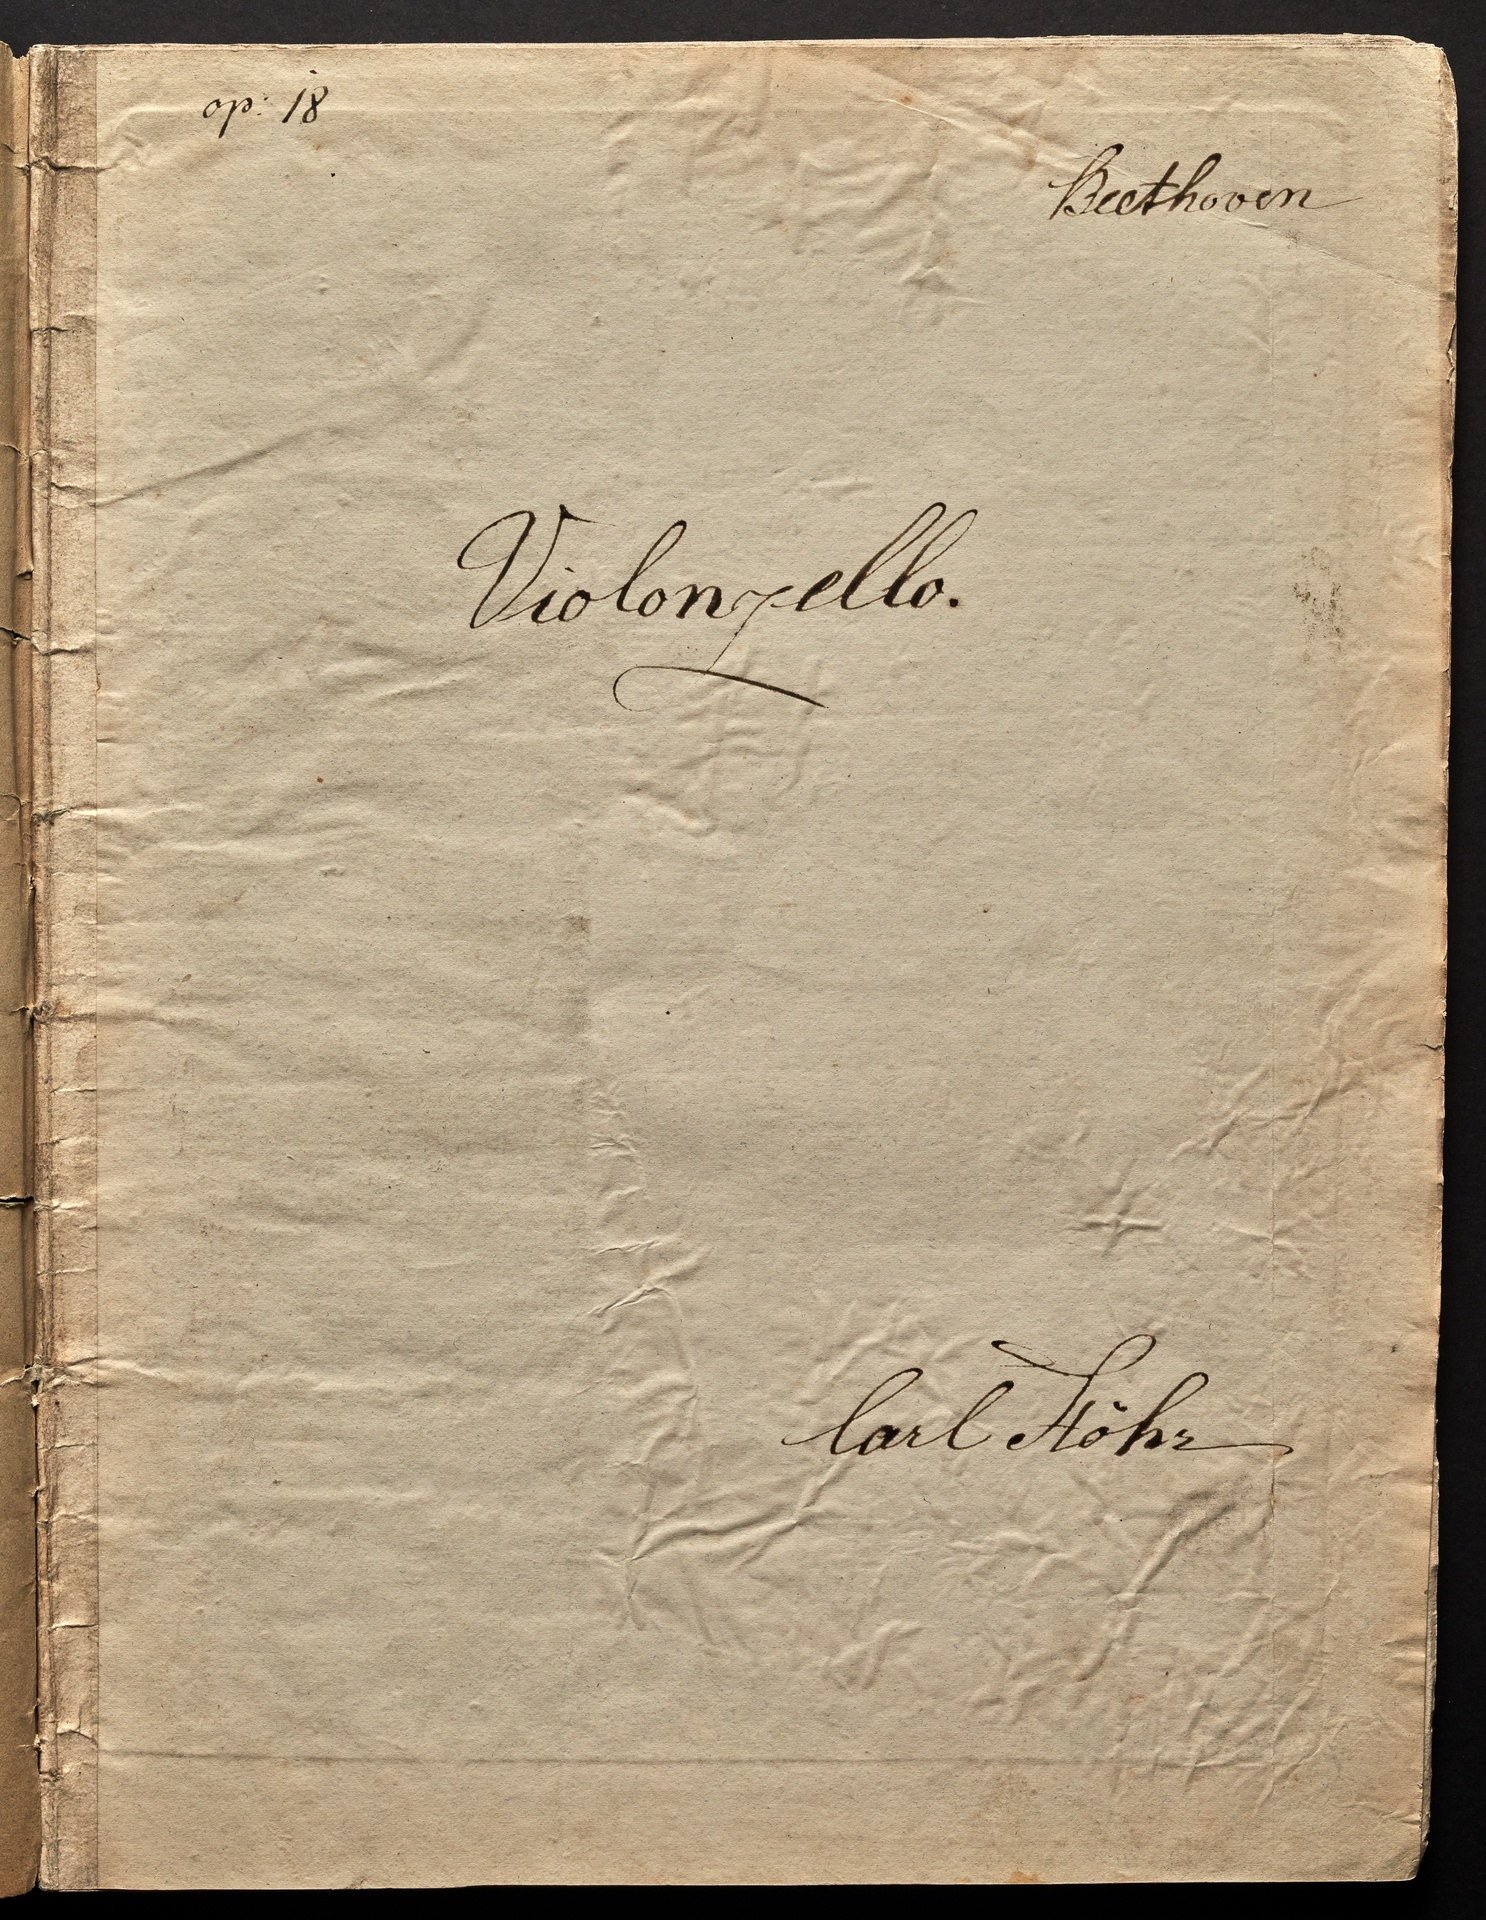 op: 18
Beethoven
Violonzello.
Carl Stöhr